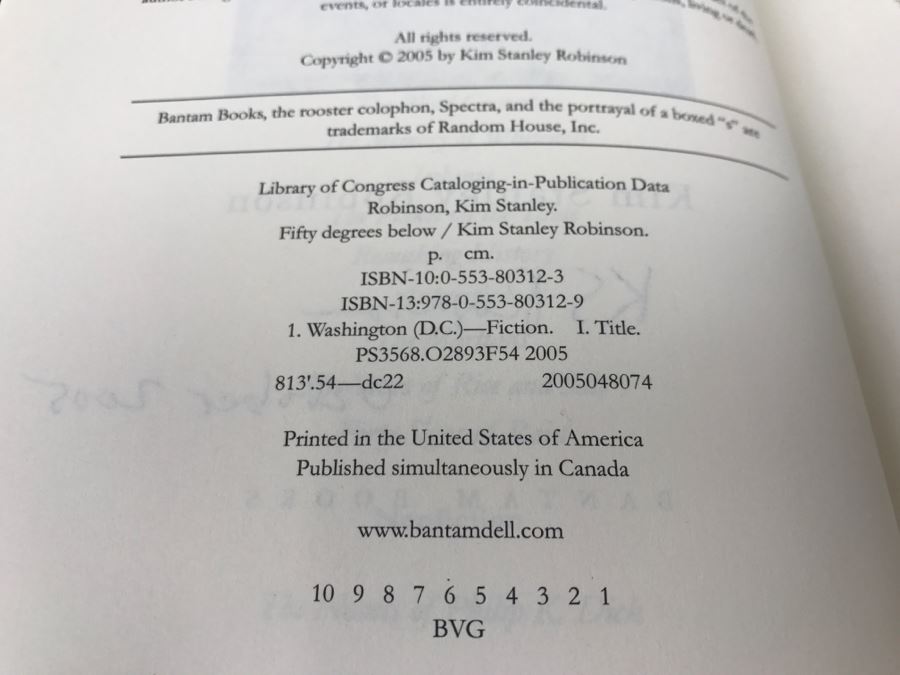 events, or locales is entirely coincidental.
All rights reserved.
Copyright © 2005 by Kim Stanley Robinson
Bantam Books, the rooster colophon, Spectra, and the portrayal of a boxed “s” are
trademarks of Random House, Inc.
Library of Congress Cataloging-in-Publication Data
Robinson, Kim Stanley.
Fifty degrees below / Kim Stanley Robinson.
p. cm.
ISBN-10:0-553-80312-3
ISBN-13:978-0-553-80312-9
1. Washington (D.C.)—Fiction. I. Title.
PS3568.O2893F54 2005
813'.54—dc22 2005048074
Printed in the United States of America
Published simultaneously in Canada
www.bantamdell.com
10 9 8 7 6 5 4 3 2 1
BVG